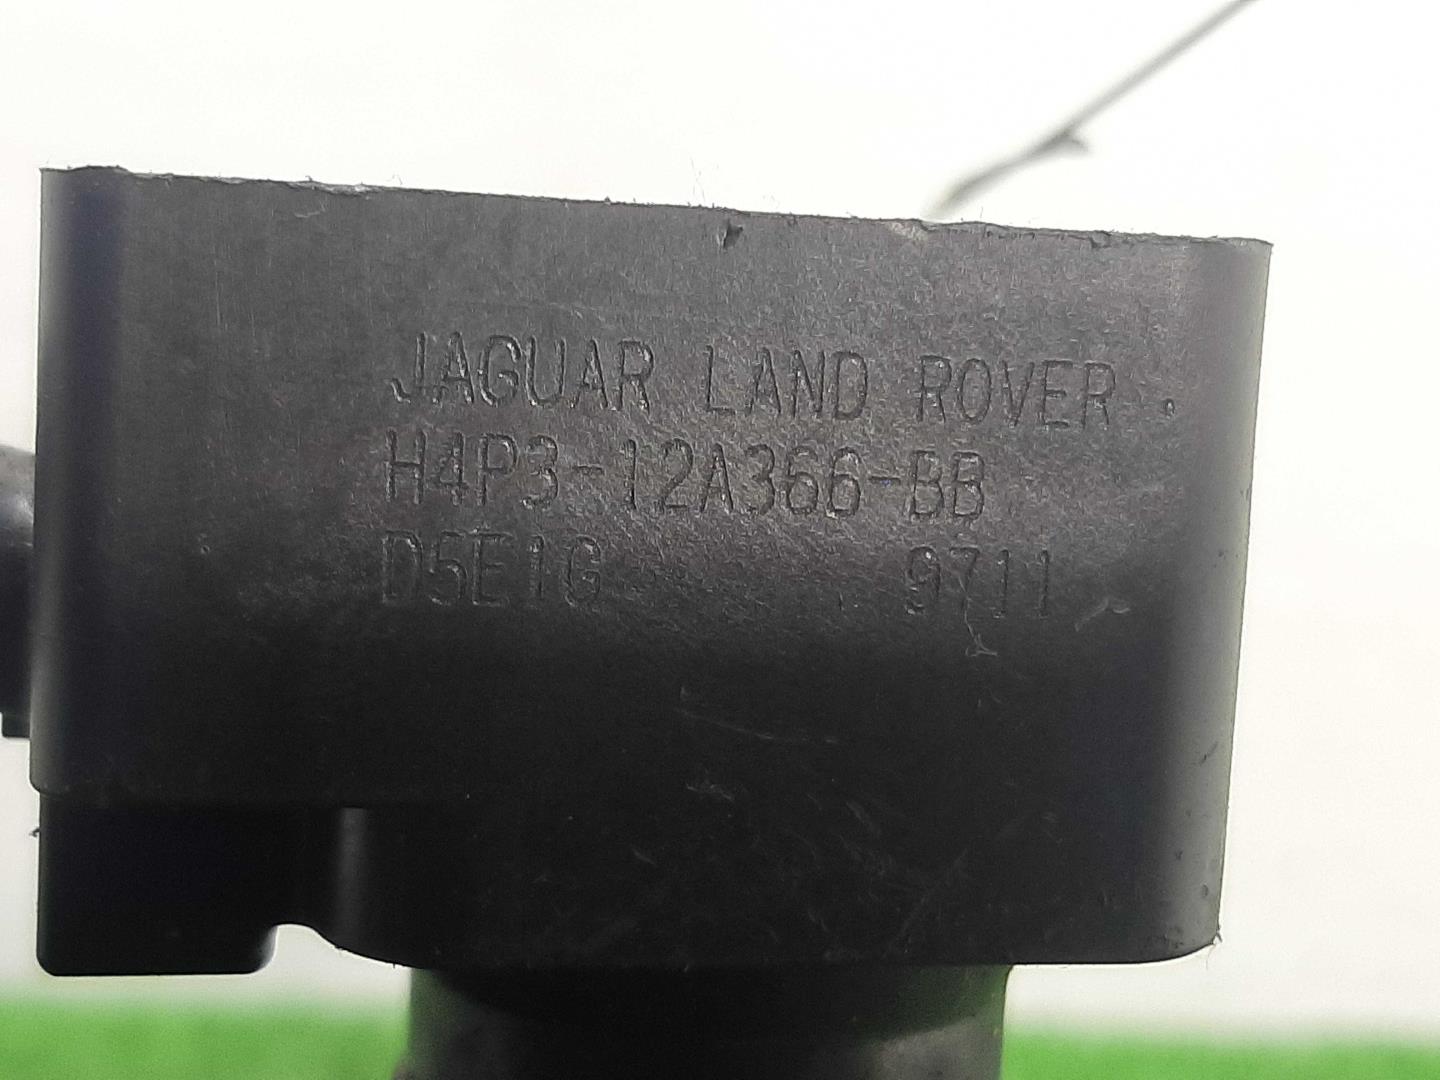 JAGUAR LAND ROVER
H4P3-12A366-BB
D5E1G 9711